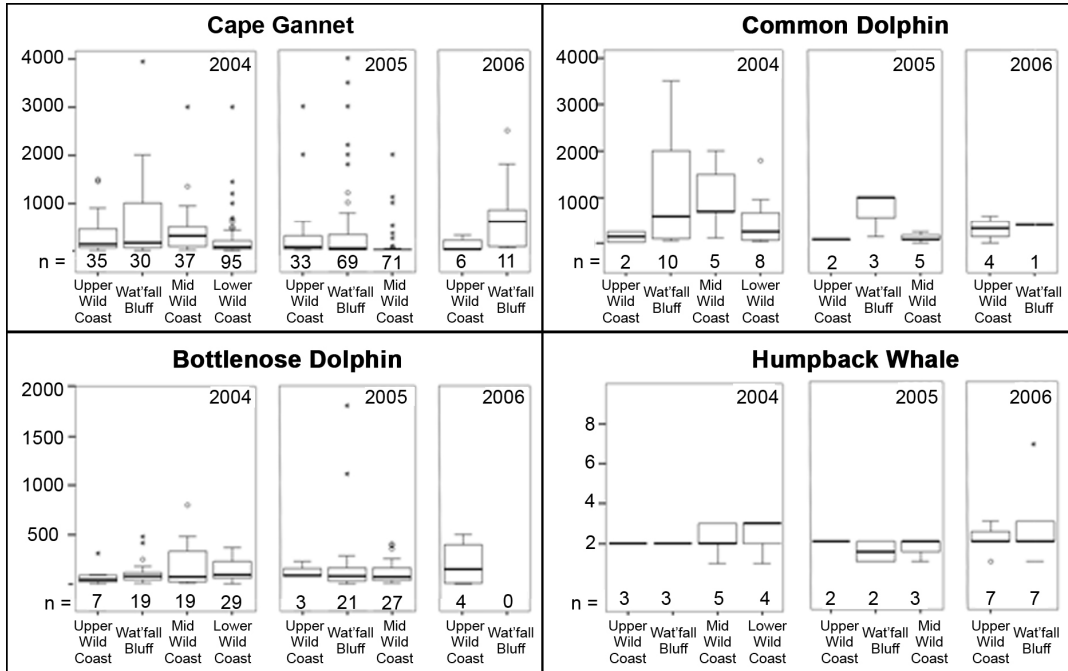 Cape Gannet
2004 2005 2006
4000
3000
2000
1000
n = 35 30 37 95 33 69 71 6 11
Upper Wat'fall Mid Lower Upper Wat'fall Mid Upper Wat'fall
Wild Bluff Wild Wild Wild Bluff Wild Wild Bluff
Coast Coast Coast Coast Coast Coast
Common Dolphin
2004 2005 2006
4000
3000
2000
1000
n = 2 10 5 8 2 3 5 4 1
Upper Wat'fall Mid Lower Upper Wat'fall Mid Upper Wat'fall
Wild Bluff Wild Wild Wild Bluff Wild Wild Bluff
Coast Coast Coast Coast Coast Coast
Bottlenose Dolphin
2004 2005 2006
2000
1500
1000
500
n = 7 19 19 29 3 21 27 4 0
Upper Wat'fall Mid Lower Upper Wat'fall Mid Upper Wat'fall
Wild Bluff Wild Wild Wild Bluff Wild Wild Bluff
Coast Coast Coast Coast Coast Coast
Humpback Whale
2004 2005 2006
8
6
4
2
n = 3 3 5 4 2 2 3 7 7
Upper Wat'fall Mid Lower Upper Wat'fall Mid Upper Wat'fall
Wild Bluff Wild Wild Wild Bluff Wild Wild Bluff
Coast Coast Coast Coast Coast Coast